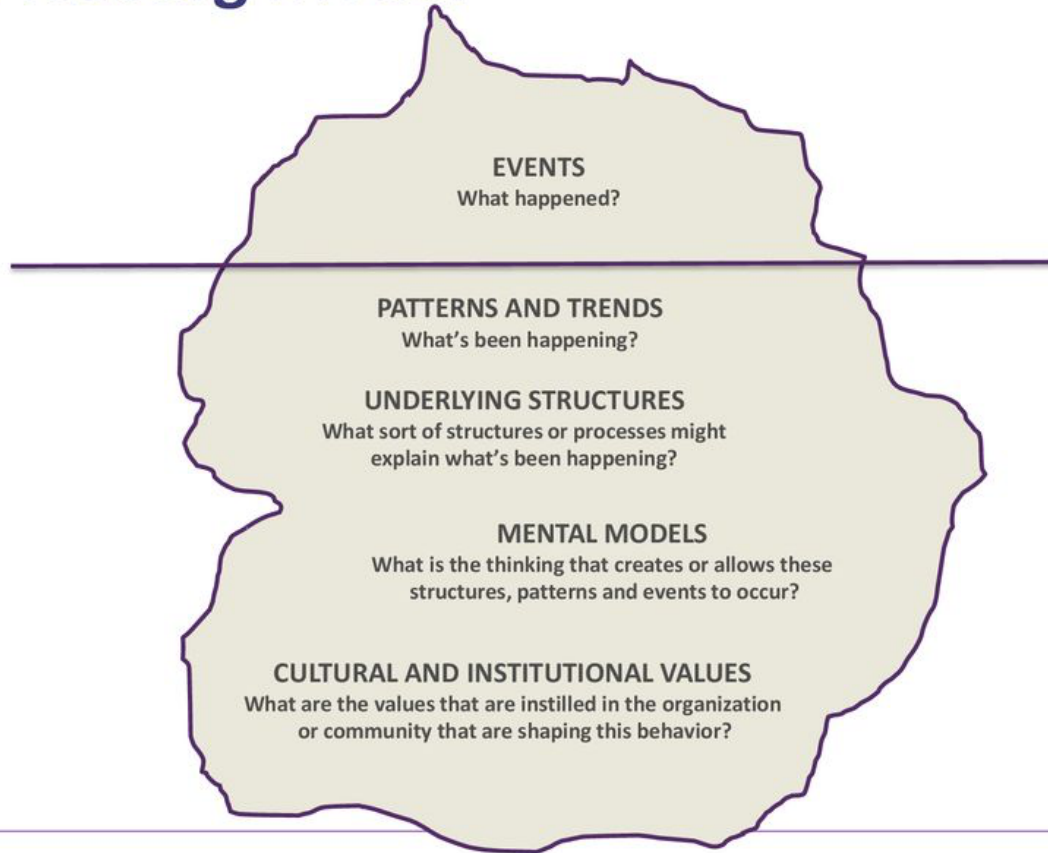 EVENTS
What happened?
PATTERNS AND TRENDS
What’s been happening?
UNDERLYING STRUCTURES
What sort of structures or processes might
explain what’s been happening?
MENTAL MODELS
What is the thinking that creates or allows these
structures, patterns and events to occur?
CULTURAL AND INSTITUTIONAL VALUES
What are the values that are instilled in the organization
or community that are shaping this behavior?